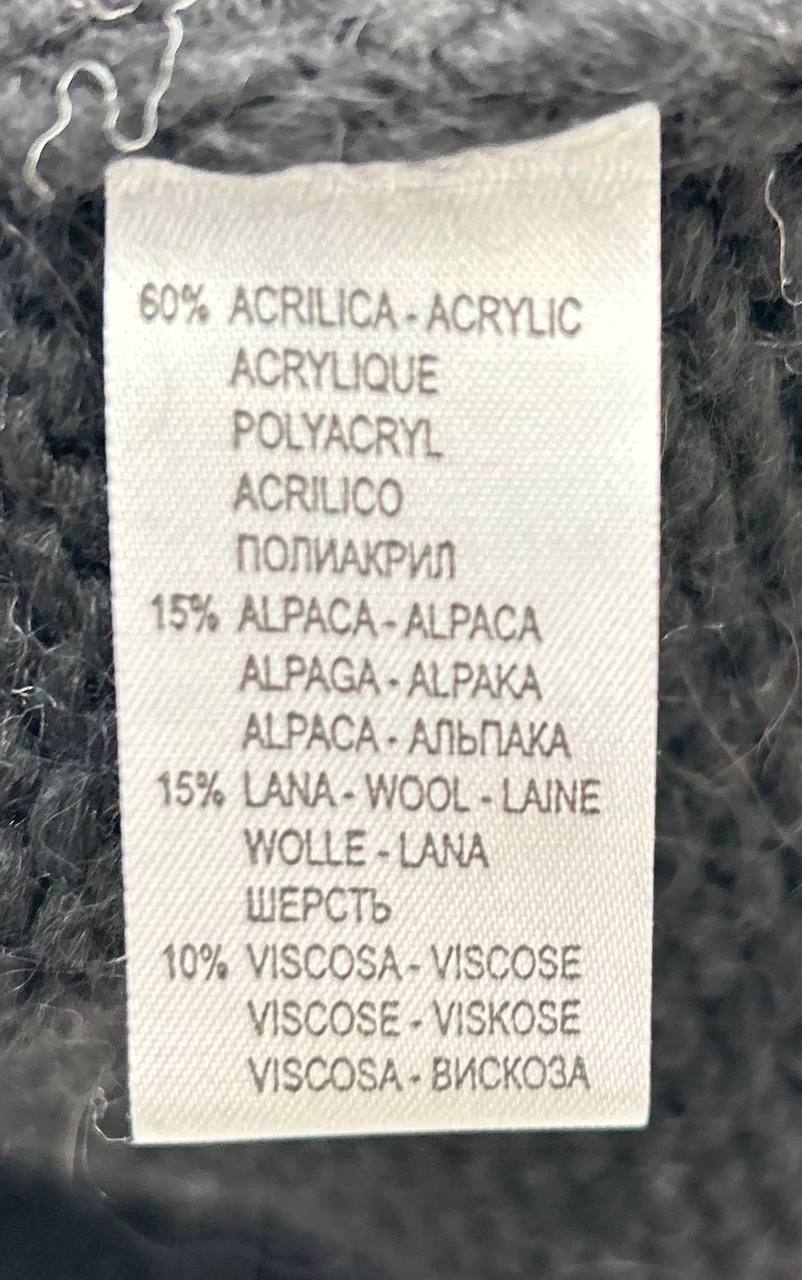 60% ACRILICA - ACRYLIC
ACRYLIQUE
POLYACRYL
ACRILICO
ПОЛИАКРИЛ
15% ALPACA - ALPACA
ALPAGA - ALPAKA
ALPACA - АЛЬПАКА
15% LANA - WOOL - LAINE
WOLLE - LANA
ШЕРСТЬ
10% VISCOSA - VISCOSE
VISCOSE - VISKOSE
VISCOSA - ВИСКОЗА